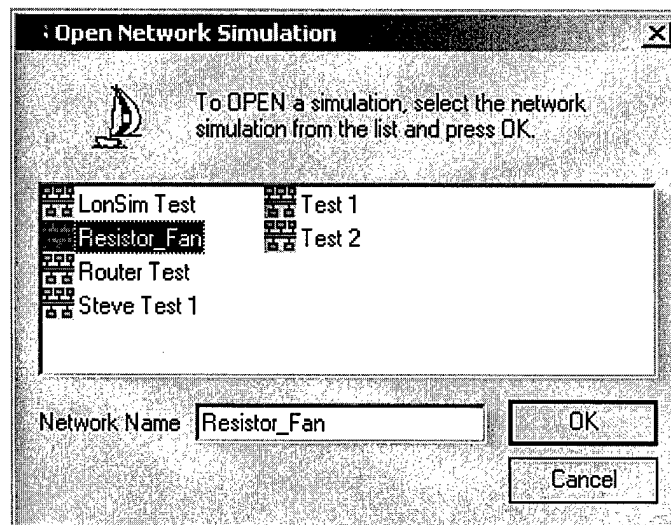 Open Network Simulation
To OPEN a simulation, select the network
simulation from the list and press OK.
LonSim Test
Resistor_Fan
Router Test
Steve Test 1
Test 1
Test 2
Network Name
Resistor_Fan
OK
Cancel